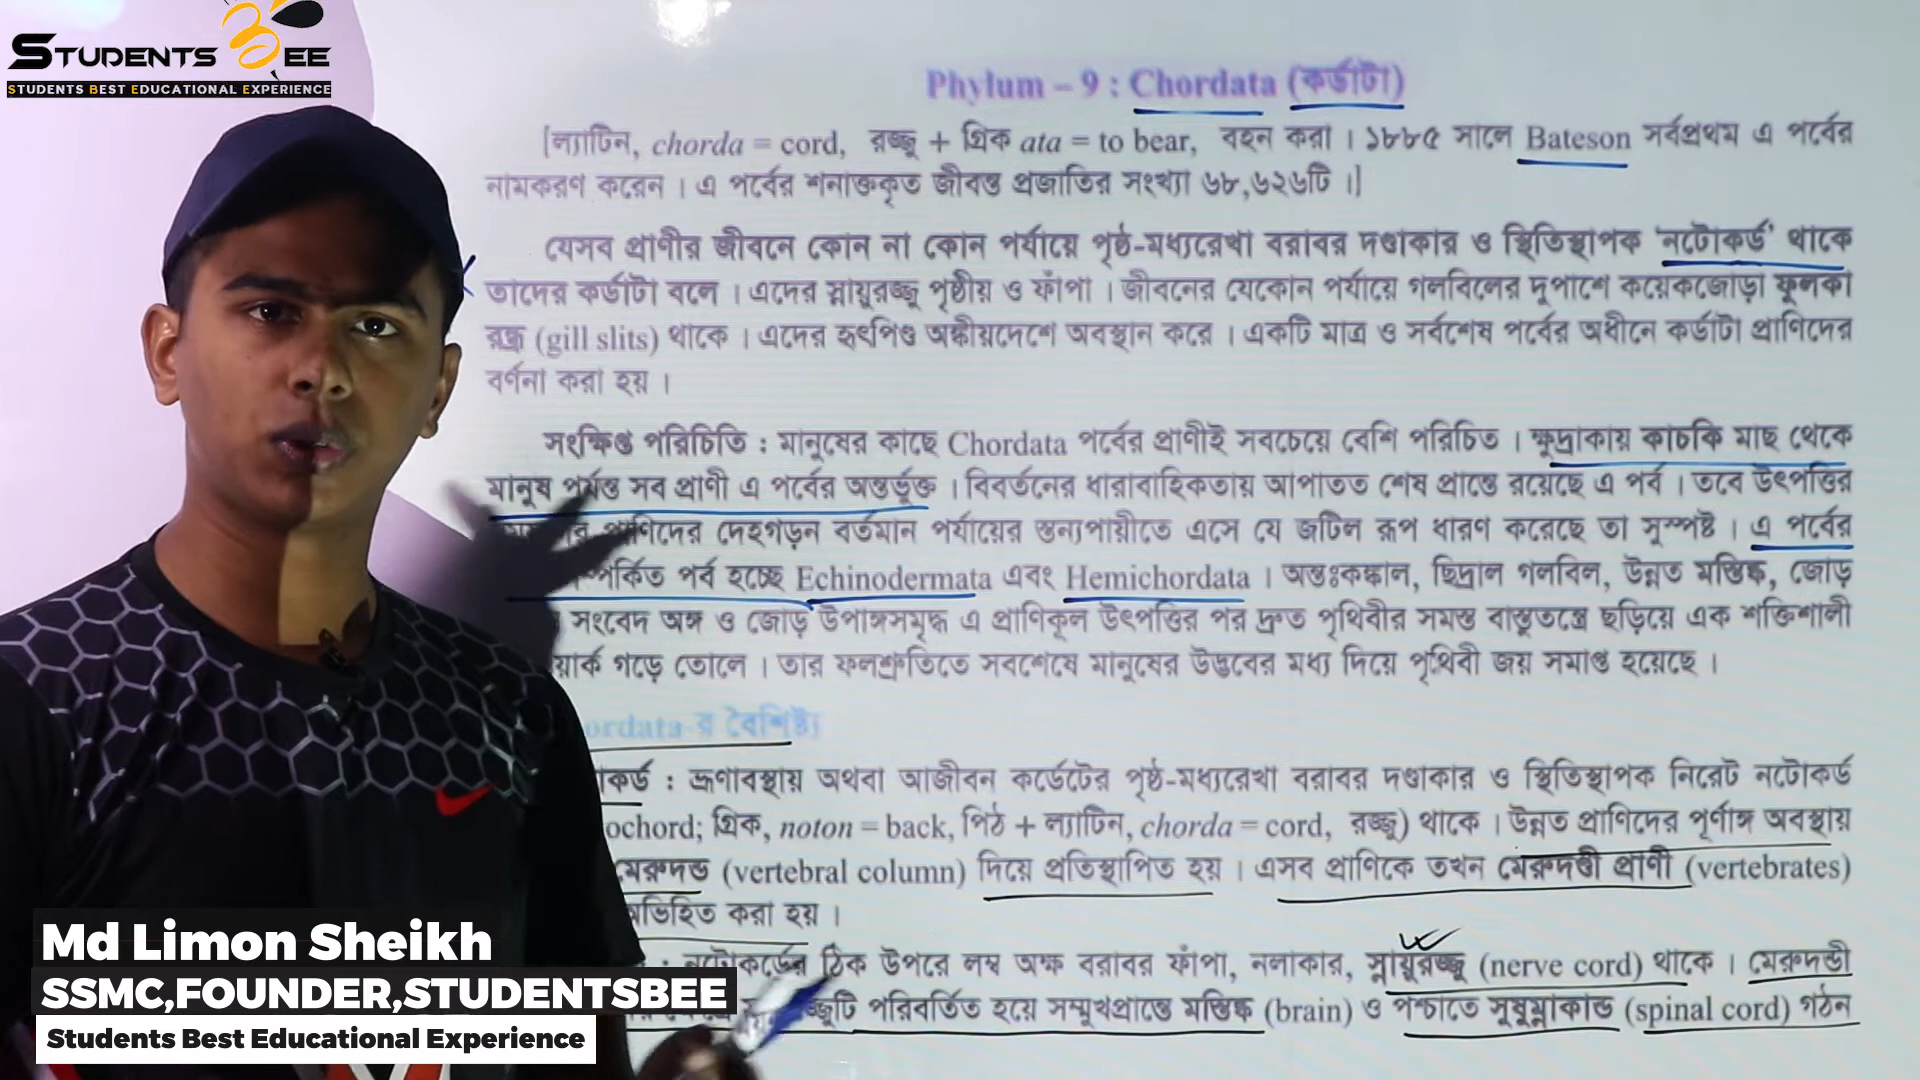 STUDENTS BEE
STUDENTS BEST EDUCATIONAL EXPERIENCE
Phylum – 9 : Chordata (কর্ডাটা)
[ল্যাটিন, chorda = cord, রজ্জু + গ্রিক ata = to bear, বহন করা । ১৮৮৫ সালে Bateson সর্বপ্রথম এ পর্বের
নামকরণ করেন । এ পর্বের শনাক্তকৃত জীবন্ত প্রজাতির সংখ্যা ৬৮,৬২৬টি ।]
যেসব প্রাণীর জীবনে কোন না কোন পর্যায়ে পৃষ্ঠ-মধ্যরেখা বরাবর দণ্ডাকার ও স্থিতিস্থাপক 'নটোকর্ড' থাকে
তাদের কর্ডাটা বলে । এদের স্নায়ুরজ্জু পৃষ্ঠীয় ও ফাঁপা । জীবনের যেকোন পর্যায়ে গলবিলের দুপাশে কয়েকজোড়া ফুলকা
রন্ধ্র (gill slits) থাকে । এদের হৃৎপিণ্ড অঙ্কীয়দেশে অবস্থান করে । একটি মাত্র ও সর্বশেষ পর্বের অধীনে কর্ডাটা প্রাণিদের
বর্ণনা করা হয় ।
সংক্ষিপ্ত পরিচিতি : মানুষের কাছে Chordata পর্বের প্রাণীই সবচেয়ে বেশি পরিচিত । ক্ষুদ্রাকায় কাচকি মাছ থেকে
মানুষ পর্যন্ত সব প্রাণী এ পর্বের অন্তর্ভুক্ত । বিবর্তনের ধারাবাহিকতায় আপাতত শেষ প্রান্তে রয়েছে এ পর্ব । তবে উৎপত্তির
প্রাণিদের দেহগড়ন বর্তমান পর্যায়ের স্তন্যপায়ীতে এসে যে জটিল রূপ ধারণ করেছে তা সুস্পষ্ট । এ পর্বের
পর্ব হচ্ছে Echinodermata এবং Hemichordata । অন্তঃকঙ্কাল, ছিদ্রাল গলবিল, উন্নত মস্তিষ্ক, জোড়
সংবেদ অঙ্গ ও জোড় উপাঙ্গসমৃদ্ধ এ প্রাণিকূল উৎপত্তির পর দ্রুত পৃথিবীর সমস্ত বাস্তুতন্ত্রে ছড়িয়ে এক শক্তিশালী
গড়ে তোলে । তার ফলশ্রুতিতে সবশেষে মানুষের উদ্ভবের মধ্য দিয়ে পৃথিবী জয় সমাপ্ত হয়েছে ।
ordata-র বৈশিষ্ট্য
কর্ড : ভ্রূণাবস্থায় অথবা আজীবন কর্ডেটের পৃষ্ঠ-মধ্যরেখা বরাবর দণ্ডাকার ও স্থিতিস্থাপক নিরেট নটোকর্ড
ochord; গ্রিক, noton = back, পিঠ + ল্যাটিন, chorda = cord, রজ্জু) থাকে । উন্নত প্রাণিদের পূর্ণাঙ্গ অবস্থায়
মেরুদন্ড (vertebral column) দিয়ে প্রতিস্থাপিত হয় । এসব প্রাণিকে তখন মেরুদণ্ডী প্রাণী (vertebrates)
অভিহিত করা হয় ।
: নটোকর্ডের ঠিক উপরে লম্ব অক্ষ বরাবর ফাঁপা, নলাকার, স্নায়ুরজ্জু (nerve cord) থাকে । মেরুদন্ডী
পরিবর্তিত হয়ে সম্মুখপ্রান্তে মস্তিষ্ক (brain) ও পশ্চাতে সুষুম্নাকান্ড (spinal cord) গঠন
Md Limon Sheikh
SSMC,FOUNDER,STUDENTSBEE
Students Best Educational Experience